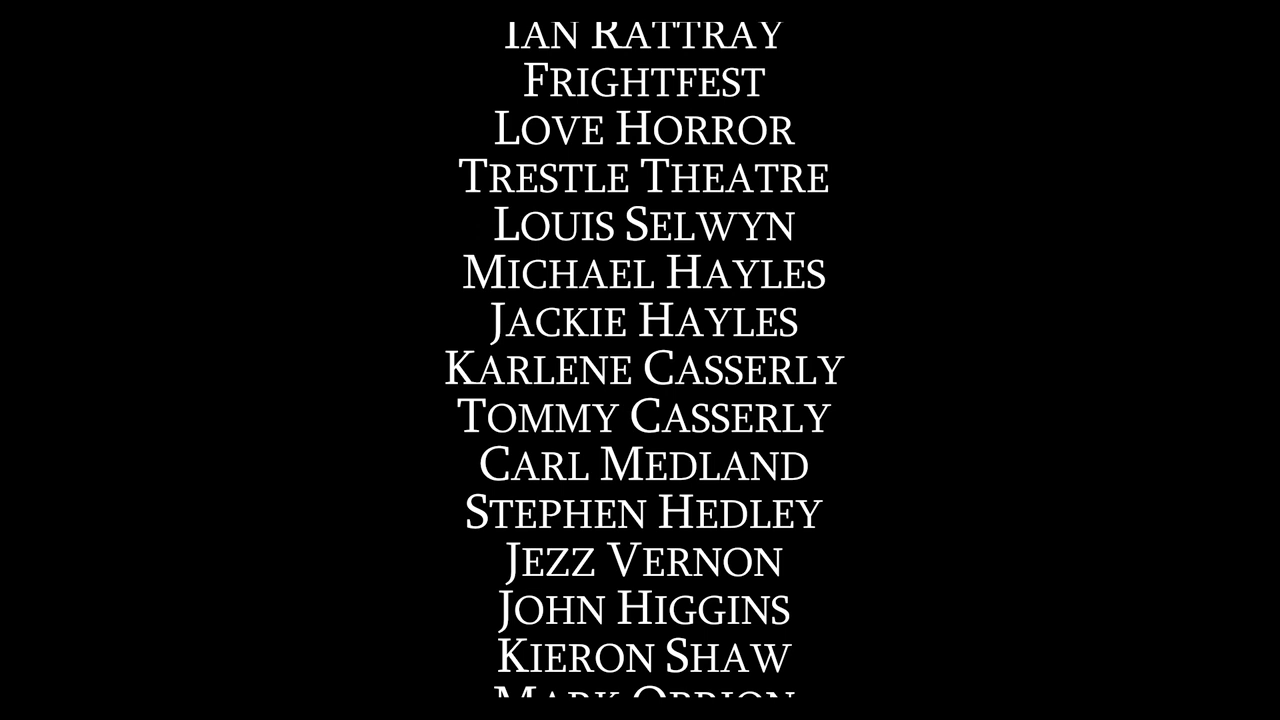 Ian Rattray
Frightfest
Love Horror
Trestle Theatre
Louis Selwyn
Michael Hayles
Jackie Hayles
Karlene Casserly
Tommy Casserly
Carl Medland
Stephen Hedley
Jezz Vernon
John Higgins
Kieron Shaw
Mark